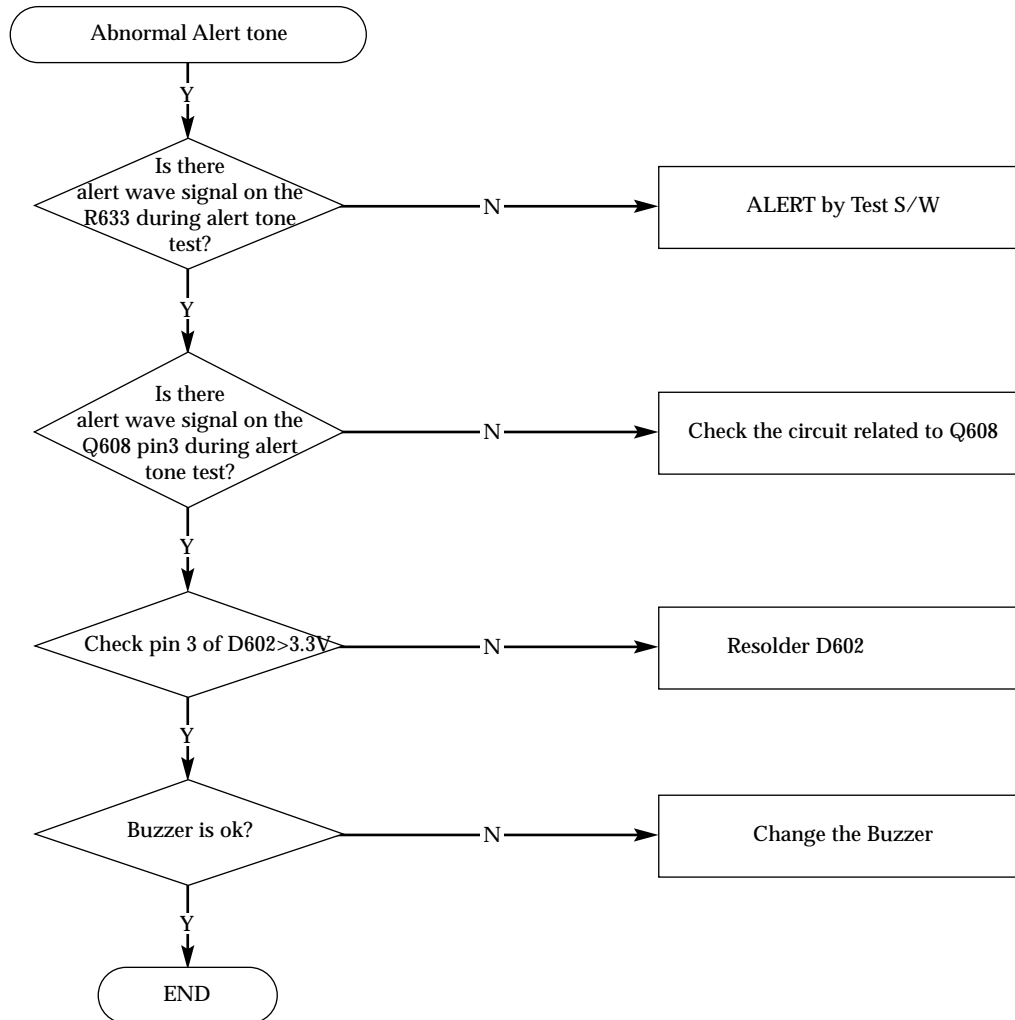 Abnormal Alert tone
Y
Is there
alert wave signal on the
R633 during alert tone
test?
N
ALERT by Test S/W
Y
Is there
alert wave signal on the
Q608 pin3 during alert
tone test?
N
Check the circuit related to Q608
Y
Check pin 3 of D602>3.3V
N
Resolder D602
Y
Buzzer is ok?
N
Change the Buzzer
Y
END